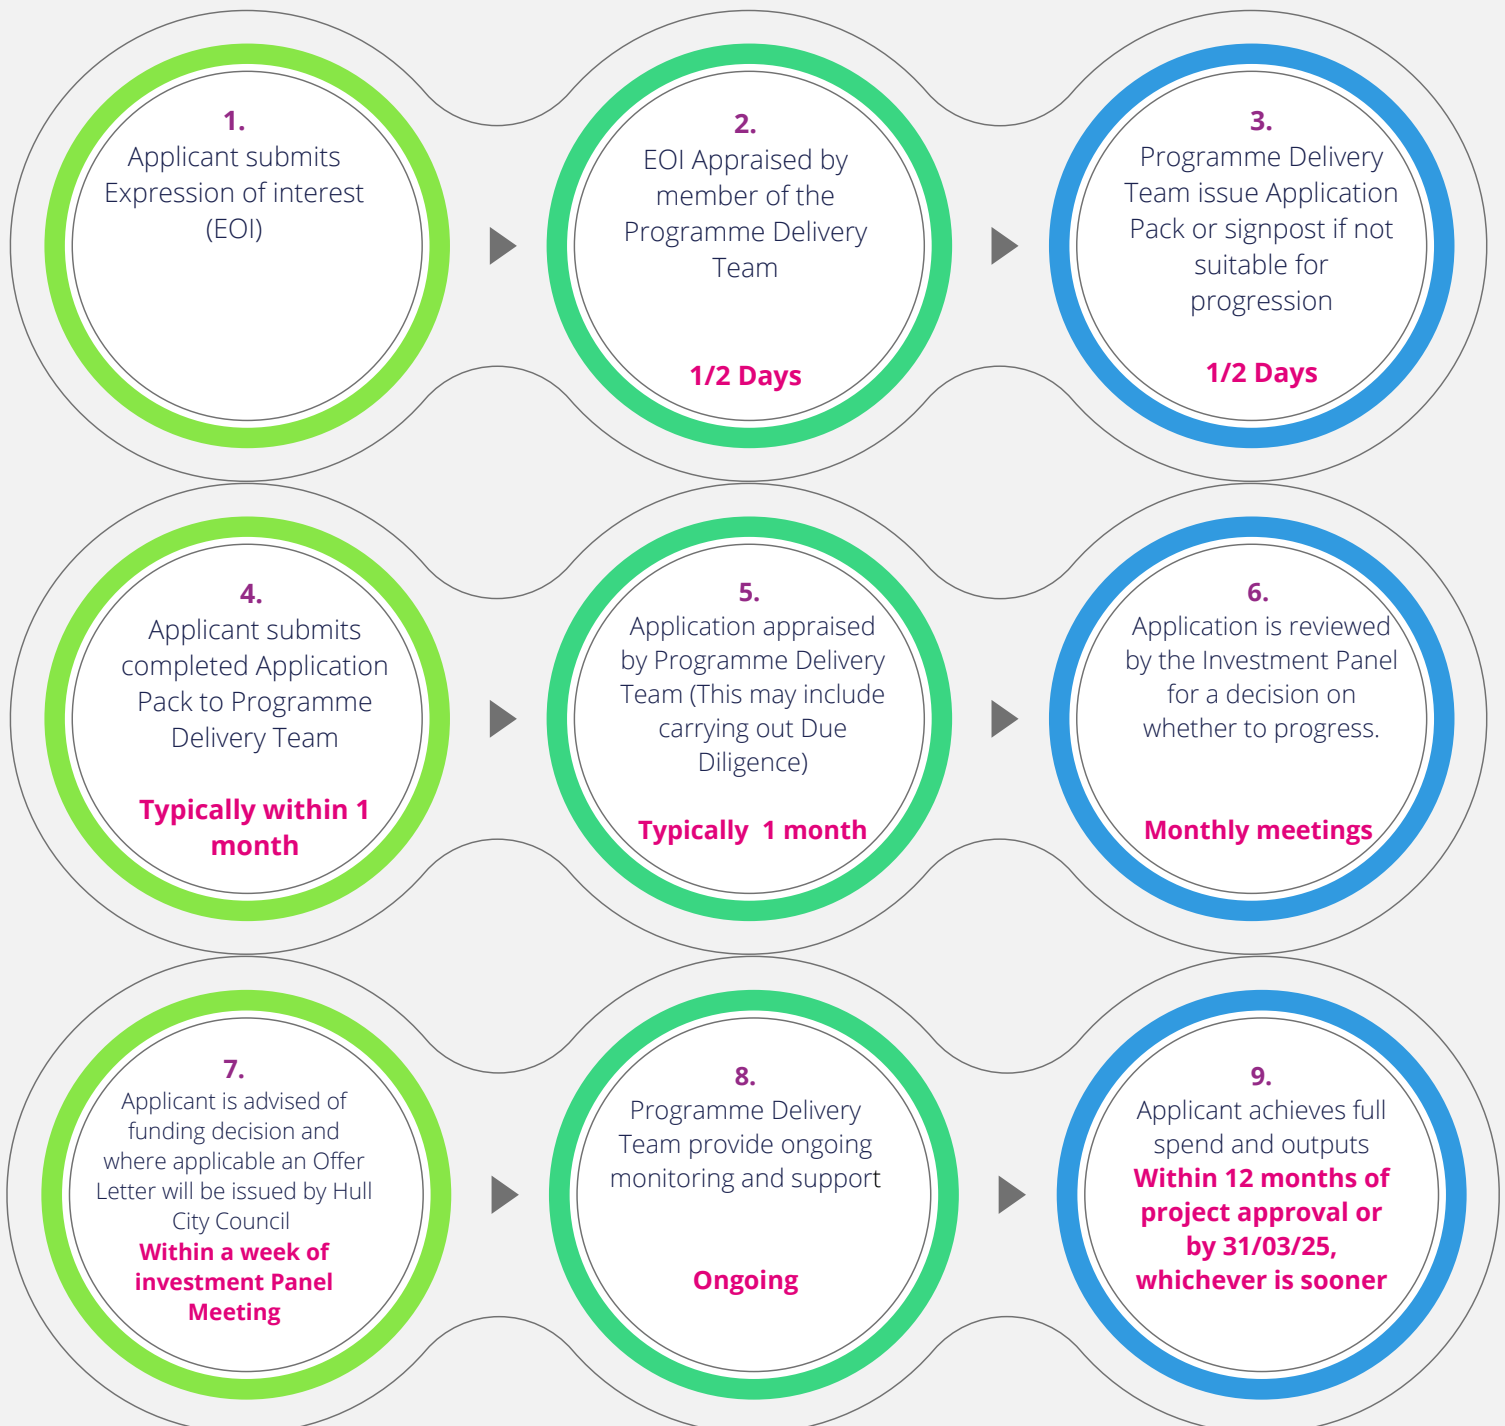 1.
Applicant submits
Expression of interest
(EOI)
2.
EOI Appraised by
member of the
Programme Delivery
Team
1/2 Days
3.
Programme Delivery
Team issue Application
Pack or signpost if not
suitable for
progression
1/2 Days
4.
Applicant submits
completed Application
Pack to Programme
Delivery Team
Typically within 1
month
5.
Application appraised
by Programme Delivery
Team (This may include
carrying out Due
Diligence)
Typically 1 month
6.
Application is reviewed
by the Investment Panel
for a decision on
whether to progress.
Monthly meetings
7.
Applicant is advised of
funding decision and
where applicable an Offer
Letter will be issued by Hull
City Council
Within a week of
investment Panel
Meeting
8.
Programme Delivery
Team provide ongoing
monitoring and support
Ongoing
9.
Applicant achieves full
spend and outputs
Within 12 months of
project approval or
by 31/03/25,
whichever is sooner